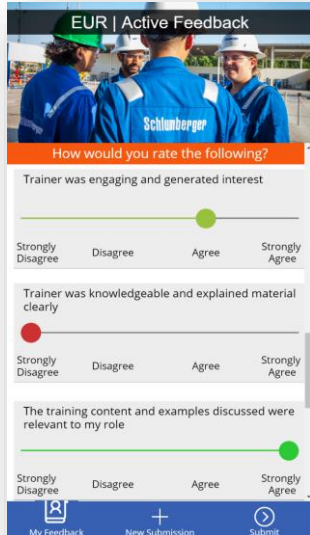 EUR | Active Feedback
Schlumberger
How would you rate the following?
Trainer was engaging and generated interest
Strongly Disagree Disagree Agree Strongly Agree
Trainer was knowledgeable and explained material
clearly
Strongly Disagree Disagree Agree Strongly Agree
The training content and examples discussed were
relevant to my role
Strongly Disagree Disagree Agree Strongly Agree
My Feedback New Submission Submit